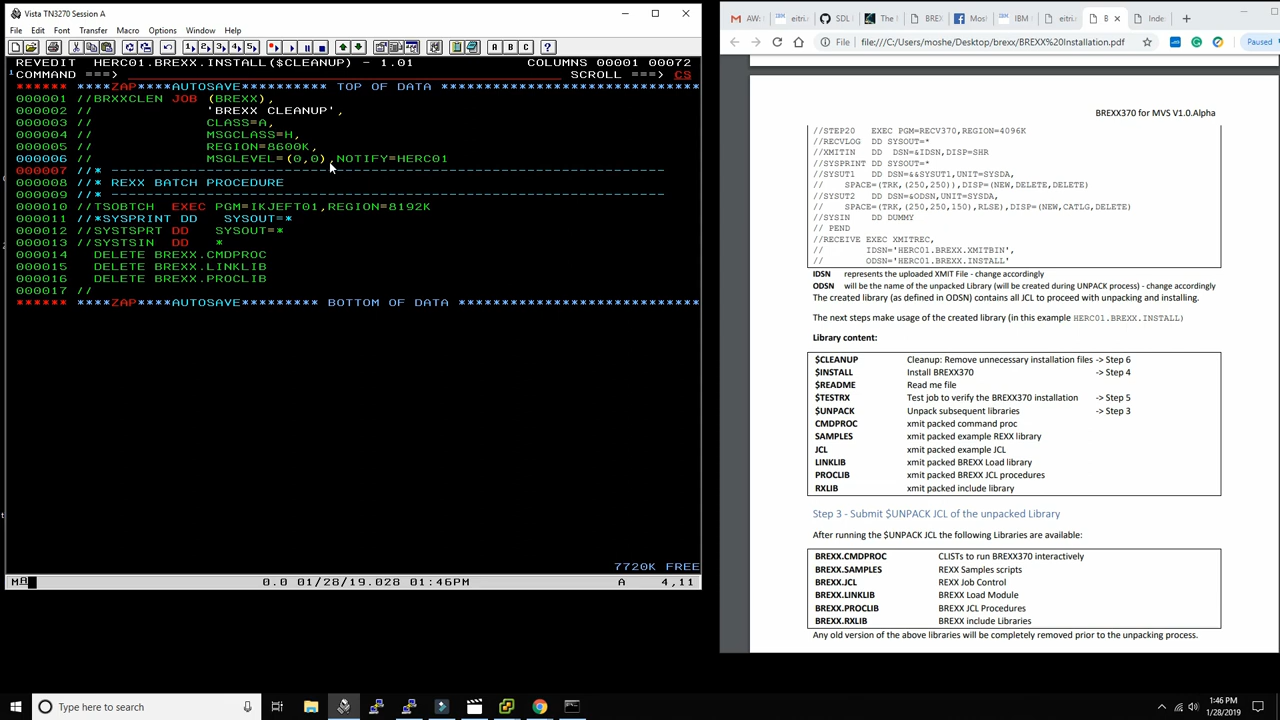 Vista TN3270 Session A
File Edit Font Transfer Macro Options Window Help
REVEDIT HERC01.BREXX.INSTALL($CLEANUP) - 1.01 COLUMNS 00001 00072
COMMAND ===> SCROLL ===> CS
****** ****ZAP****AUTOSAVE******** TOP OF DATA ****ZAP****AUTOSAVE********
000001 //BRXXCLEN JOB (BREXX),
000002 // 'BREXX CLEANUP',
000003 // CLASS=A,
000004 // MSGCLASS=H,
000005 // REGION=8600K,
000006 // MSGLEVEL=(0,0),NOTIFY=HERC01
000007 //* ----------------------------------------------------------------
000008 //* REXX BATCH PROCEDURE
000009 //* ----------------------------------------------------------------
000010 //TSOBTCH EXEC PGM=IKJEFT01,REGION=8192K
000011 //*SYSPRINT DD SYSOUT=*
000012 //SYSTSPRT DD SYSOUT=*
000013 //SYSTSIN DD *
000014 DELETE BREXX.CMDPROC
000015 DELETE BREXX.LINKLIB
000016 DELETE BREXX.PROCLIB
000017 //
****** ****ZAP****AUTOSAVE******** BOTTOM OF DATA ****ZAP****AUTOSAVE********
7720K FREE
0.0 01/28/19.028 01:46PM A 4,11
AW: eitri. SDL The BREX Most IBM eitri. B Inde
File file:///C:/Users/moshe/Desktop/brexx/BREXX%20Installation.pdf Paused
BREXX370 for MVS V1.0.Alpha
//STEP20 EXEC PGM=RECV370,REGION=4096K
//RECVLOG DD SYSOUT=*
//XMITIN DD DSN=&IDSN,DISP=SHR
//SYSPRINT DD SYSOUT=*
//SYSUT1 DD DSN=&&SYSUT1,UNIT=SYSDA,
// SPACE=(TRK,(250,250)),DISP=(NEW,DELETE,DELETE)
//SYSUT2 DD DSN=&ODSN,UNIT=SYSDA,
// SPACE=(TRK,(250,250,150),RLSE),DISP=(NEW,CATLG,DELETE)
//SYSIN DD DUMMY
// PEND
//RECEIVE EXEC XMITREC,
// IDSN='HERC01.BREXX.XMITBIN',
// ODSN='HERC01.BREXX.INSTALL'
IDSN represents the uploaded XMIT File - change accordingly
ODSN will be the name of the unpacked Library (will be created during UNPACK process) - change accordingly
The created library (as defined in ODSN) contains all JCL to proceed with unpacking and installing.
The next steps make usage of the created library (in this example HERC01.BREXX.INSTALL)
Library content:
$CLEANUP Cleanup: Remove unnecessary installation files -> Step 6
$INSTALL Install BREXX370 -> Step 4
$README Read me file
$TESTRX Test job to verify the BREXX370 installation -> Step 5
$UNPACK Unpack subsequent libraries -> Step 3
CMDPROC xmit packed command proc
SAMPLES xmit packed example REXX library
JCL xmit packed example JCL
LINKLIB xmit packed BREXX Load library
PROCLIB xmit packed BREXX JCL procedures
RXLIB xmit packed include library
Step 3 - Submit $UNPACK JCL of the unpacked Library
After running the $UNPACK JCL the following Libraries are available:
BREXX.CMDPROC CLISTs to run BREXX370 interactively
BREXX.SAMPLES REXX Samples scripts
BREXX.JCL REXX Job Control
BREXX.LINKLIB BREXX Load Module
BREXX.PROCLIB BREXX JCL Procedures
BREXX.RXLIB BREXX include Libraries
Any old version of the above libraries will be completely removed prior to the unpacking process.
Type here to search
1:46 PM
1/28/2019